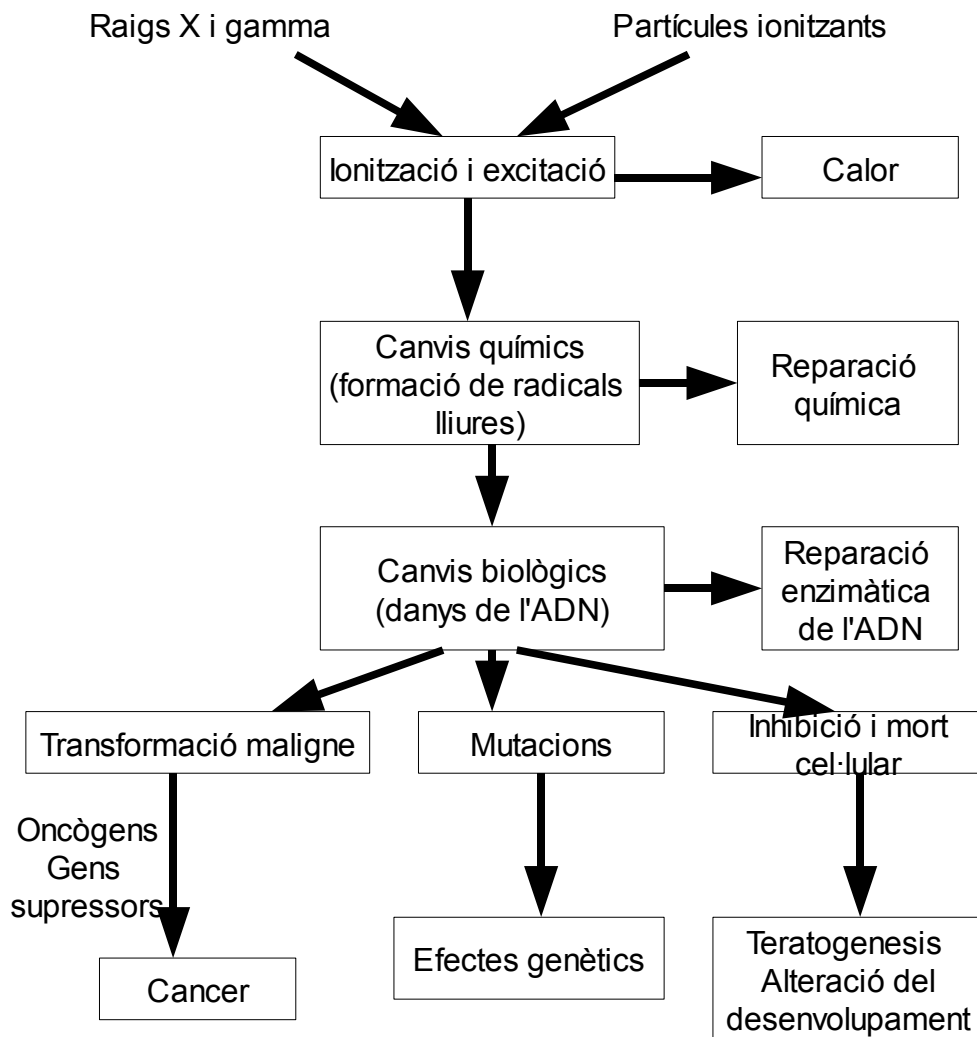 Raigs X i gamma
Partícules ionitzants
Ionització i excitació
Calor
Canvis químics
(formació de radicals
lliures)
Reparació
química
Canvis biològics
(danys de l'ADN)
Reparació
enzimàtica
de l'ADN
Transformació maligne
Mutacions
Inhibició i mort
cel·lular
Oncògens
Gens
supressors
Cancer
Efectes genètics
Teratogenesis
Alteració del
desenvolupament